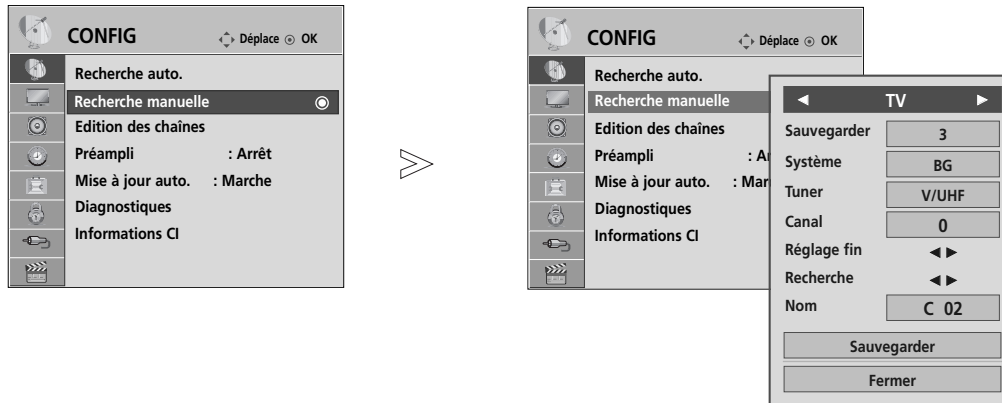 CONFIG
Déplace OK
Recherche auto.
Recherche manuelle
Edition des chaînes
Préampli : Arrêt
Mise à jour auto. : Marche
Diagnostiques
Informations CI
CONFIG
Déplace OK
Recherche auto.
Recherche manuelle
Edition des chaînes
Préampli : Ar
Mise à jour auto. : Mar
Diagnostiques
Informations CI
◄ TV ►
Sauvegarder 3
Système BG
Tuner V/UHF
Canal 0
Réglage fin ◄ ►
Recherche ◄ ►
Nom C 02
Sauvegarder
Fermer